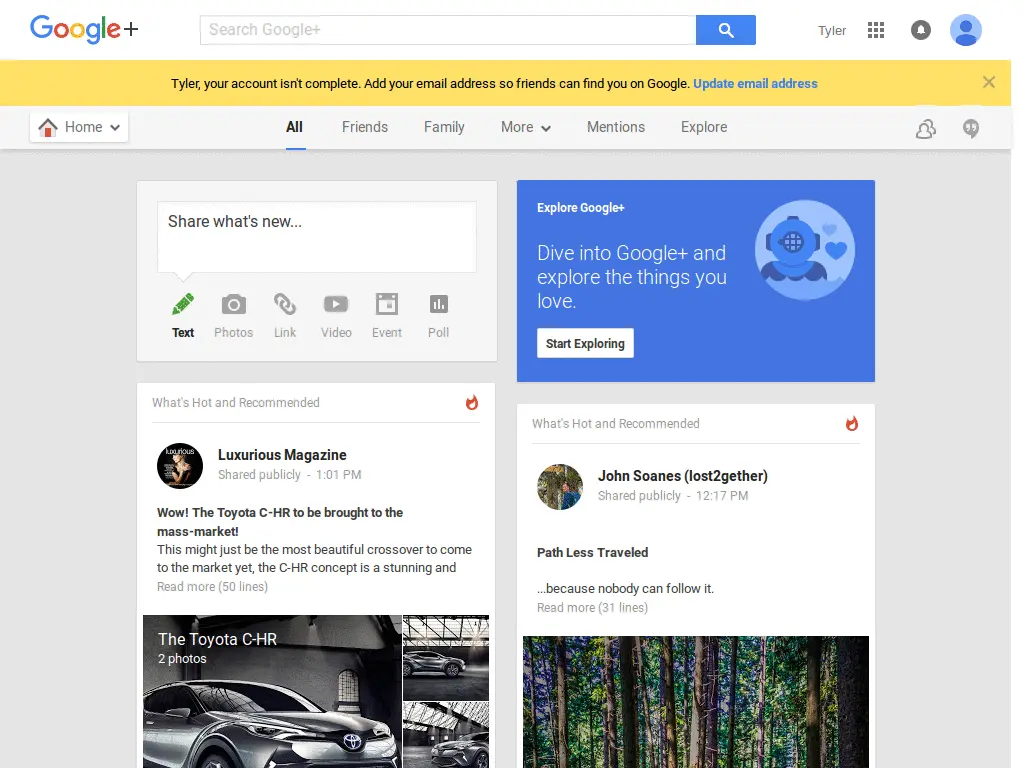 Google+
Search Google+
Tyler
Tyler, your account isn't complete. Add your email address so friends can find you on Google. Update email address
Home
All
Friends
Family
More
Mentions
Explore
Share what's new...
Text
Photos
Link
Video
Event
Poll
Explore Google+
Dive into Google+ and
explore the things you
love.
Start Exploring
What's Hot and Recommended
luxurious
Luxurious Magazine
Shared publicly - 1:01 PM
Wow! The Toyota C-HR to be brought to the
mass-market!
This might just be the most beautiful crossover to come
to the market yet, the C-HR concept is a stunning and
Read more (50 lines)
The Toyota C-HR
2 photos
What's Hot and Recommended
John Soanes (lost2gether)
Shared publicly - 12:17 PM
Path Less Traveled
...because nobody can follow it.
Read more (31 lines)